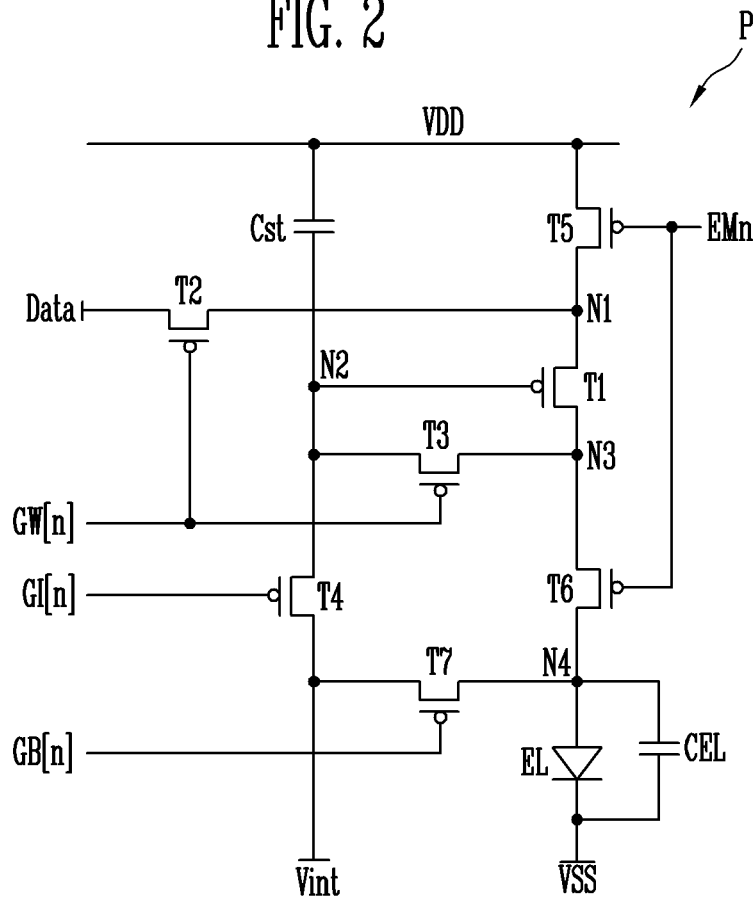 FIG. 2
P
VDD
Cst
T5
EMn
Data
T2
N1
N2
T1
T3
N3
GW[n]
GI[n]
T4
T6
T7
N4
GB[n]
EL
CEL
Vint
VSS